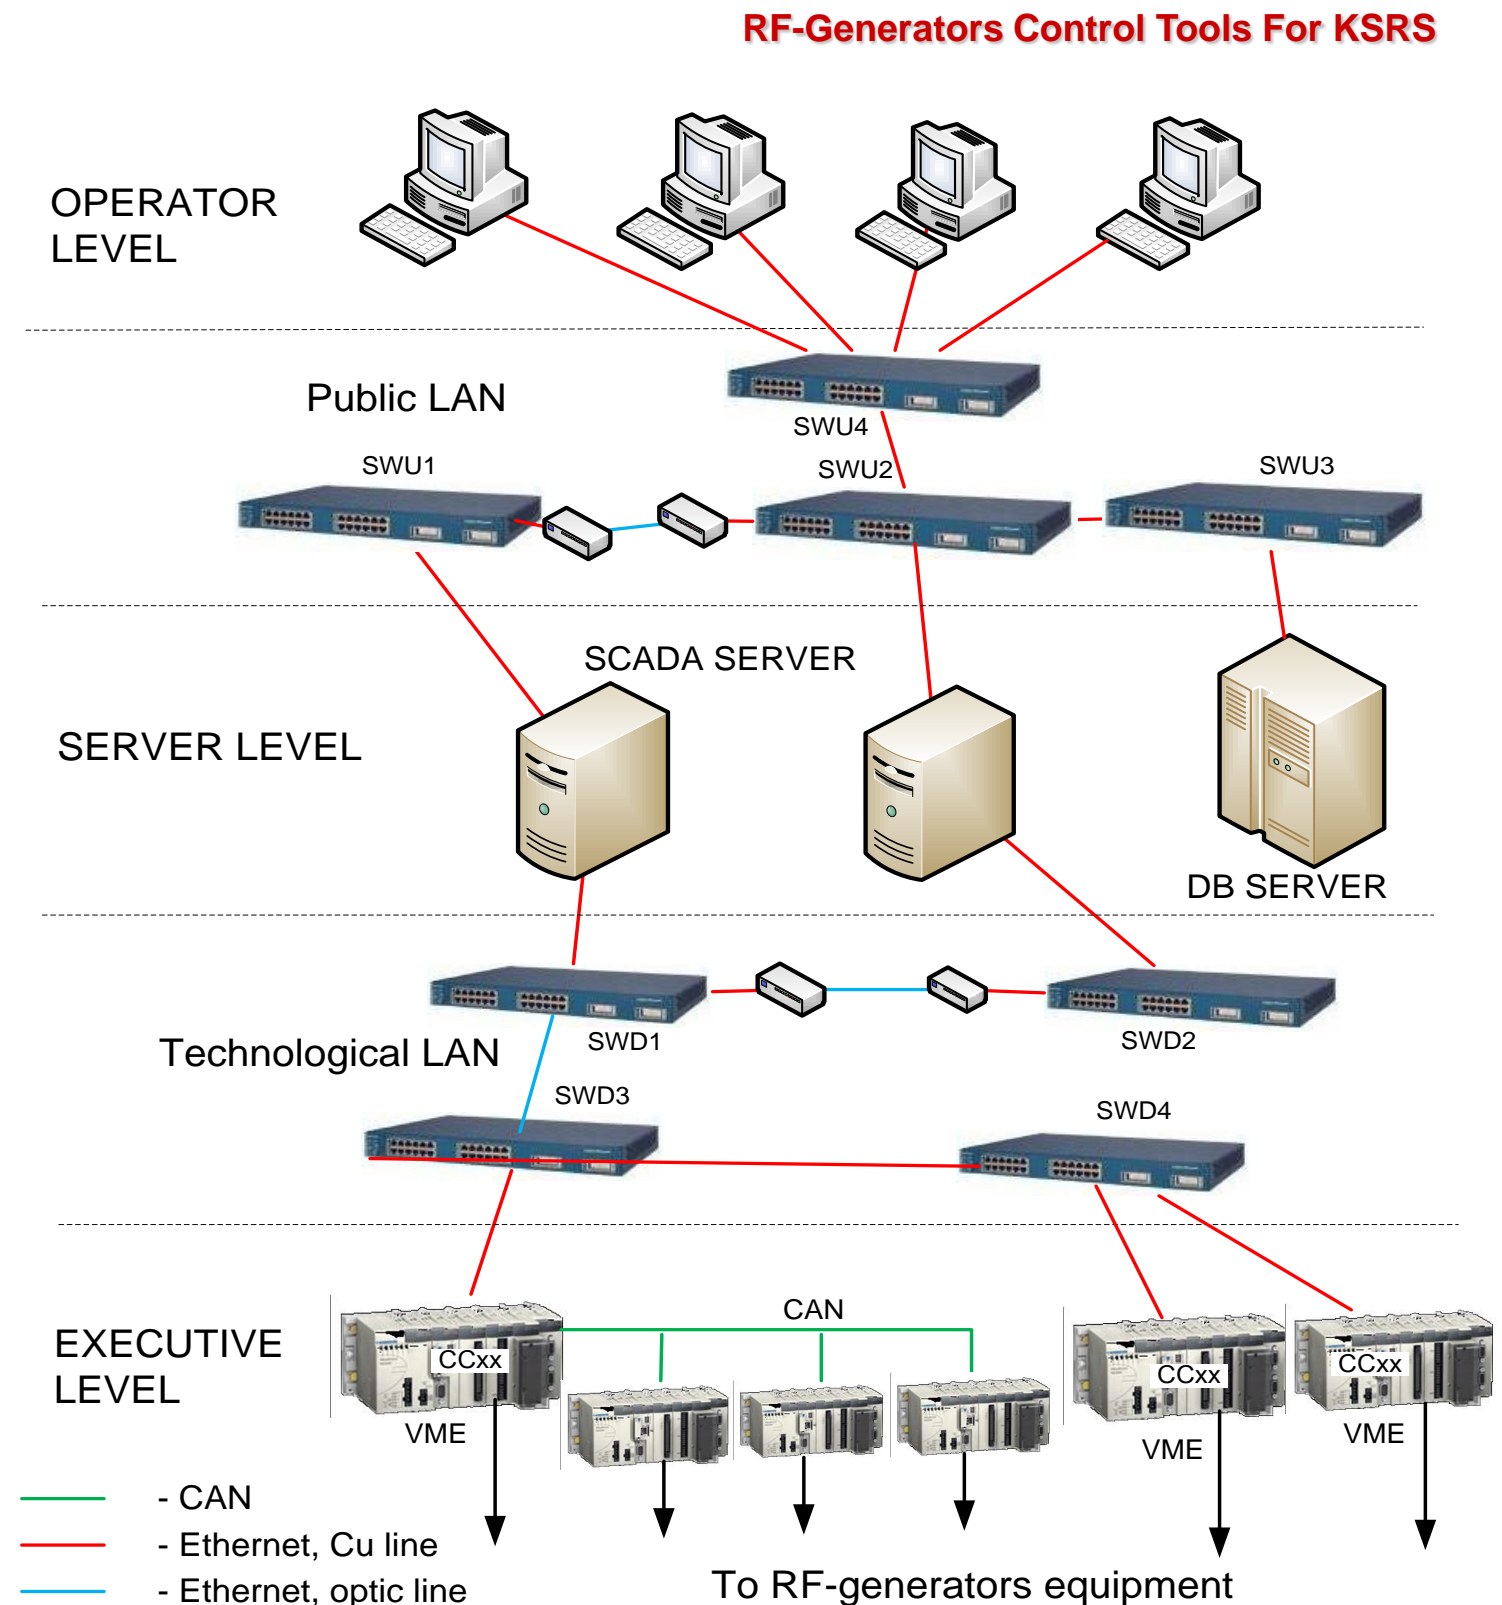 RF-Generators Control Tools For KSRS
OPERATOR
LEVEL
Public LAN
SWU4
SWU1
SWU2
SWU3
SCADA SERVER
SERVER LEVEL
DB SERVER
SWD1
SWD2
Technological LAN
SWD3
SWD4
CAN
EXECUTIVE
LEVEL
CCxx
CCxx
CCxx
VME
VME
VME
- CAN
- Ethernet, Cu line
- Ethernet, optic line
To RF-generators equipment